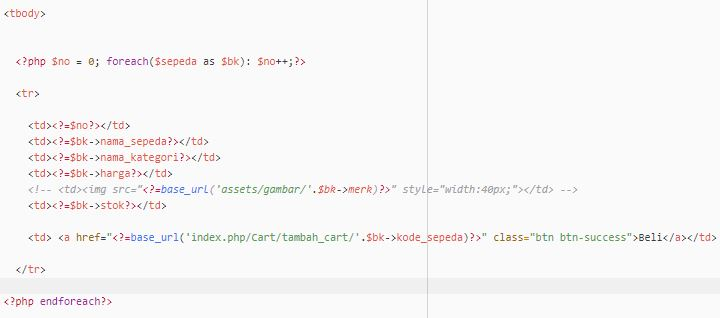 <tbody>
<?php $no = 0; foreach($sepeda as $bk): $no++;?>
<tr>
<td><?=$no?></td>
<td><?=$bk->nama_sepeda?></td>
<td><?=$bk->nama_kategori?></td>
<td><?=$bk->harga?></td>
<!-- <td><img src="<?=base_url('assets/gambar/'.$bk->merk)?>" style="width:40px;"></td> -->
<td><?=$bk->stok?></td>
<td> <a href="<?=base_url('index.php/Cart/tambah_cart/'.$bk->kode_sepeda)?>" class="btn btn-success">Beli</a></td>
</tr>
<?php endforeach?>